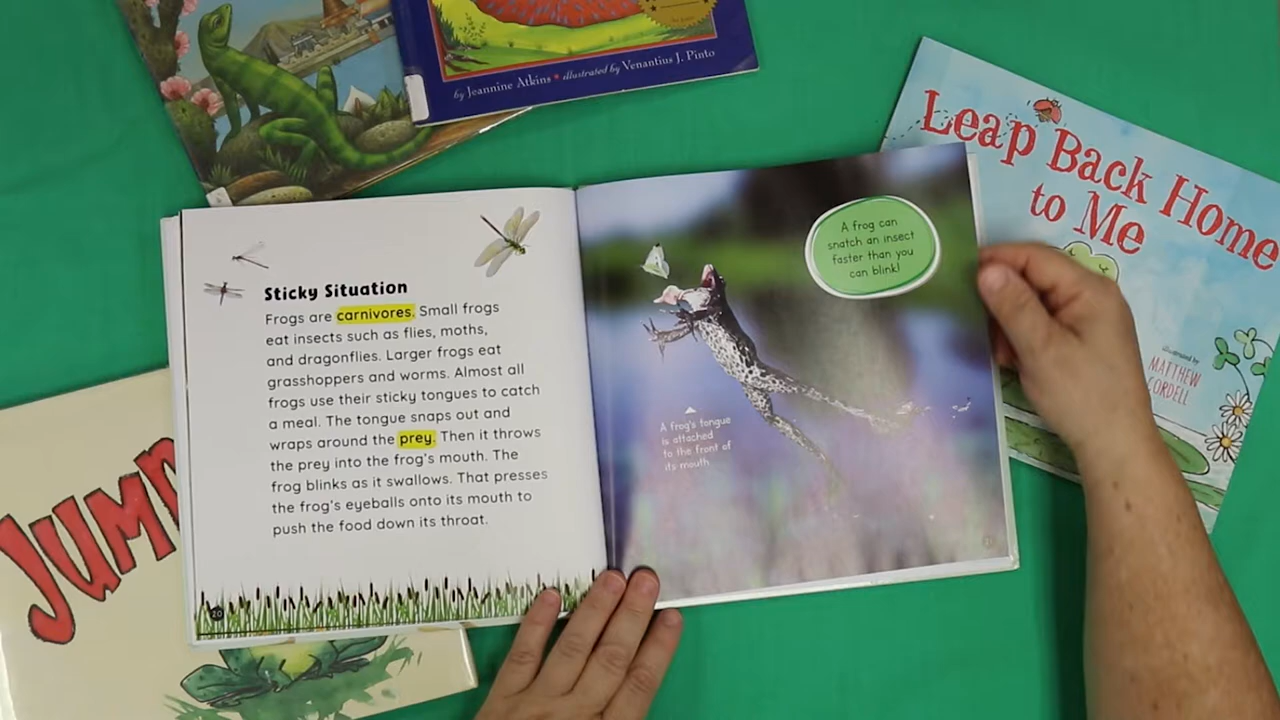 by Jeannine Atkins • illustrated by Venantius J. Pinto
Leap Back Home
to Me
illustrated by
MATTHEW
CORDELL
JUMP
Sticky Situation
Frogs are carnivores. Small frogs
eat insects such as flies, moths,
and dragonflies. Larger frogs eat
grasshoppers and worms. Almost all
frogs use their sticky tongues to catch
a meal. The tongue snaps out and
wraps around the prey. Then it throws
the prey into the frog's mouth. The
frog blinks as it swallows. That presses
the frog's eyeballs onto its mouth to
push the food down its throat.
20
A frog can
snatch an insect
faster than you
can blink!
A frog's tongue
is attached
to the front of
its mouth